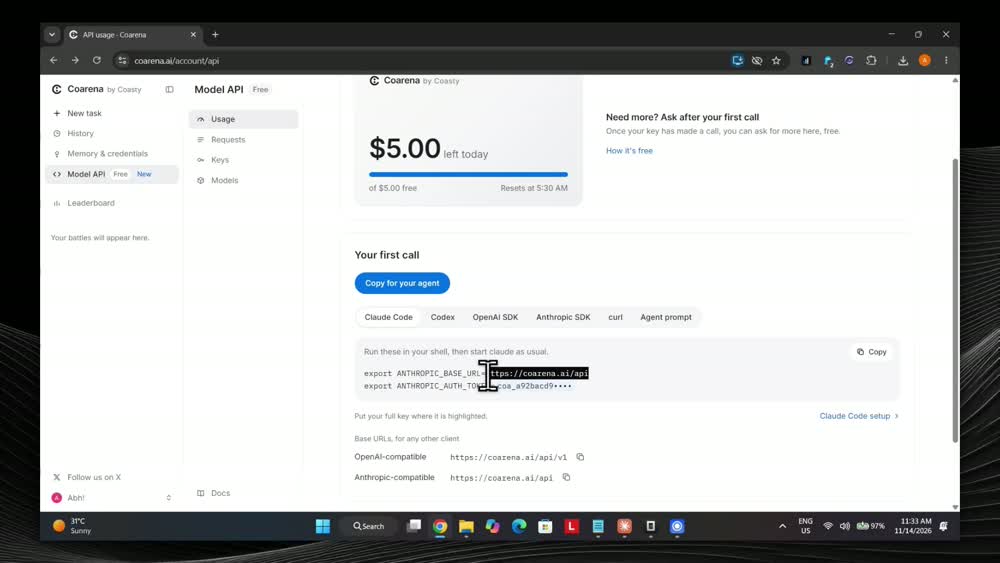 API usage - Coarena
coarena.ai/account/api
Coarena by Coasty
New task
History
Memory & credentials
Model API Free New
Leaderboard
Your battles will appear here.
Follow us on X
Abh!
Model API Free
Usage
Requests
Keys
Models
Docs
Coarena by Coasty
$5.00 left today
of $5.00 free Resets at 5:30 AM
Need more? Ask after your first call
Once your key has made a call, you can ask for more here, free.
How it's free
Your first call
Copy for your agent
Claude Code Codex OpenAI SDK Anthropic SDK curl Agent prompt
Run these in your shell, then start claude as usual.
Copy
export ANTHROPIC_BASE_URL=ttps://coarena.ai/api
export ANTHROPIC_AUTH_TO coa_a92bacd9••••
Put your full key where it is highlighted.
Claude Code setup
Base URLs, for any other client
OpenAI-compatible https://coarena.ai/api/v1
Anthropic-compatible https://coarena.ai/api
31°C
Sunny
Search
L
ENG
US
97%
11:33 AM
11/14/2026